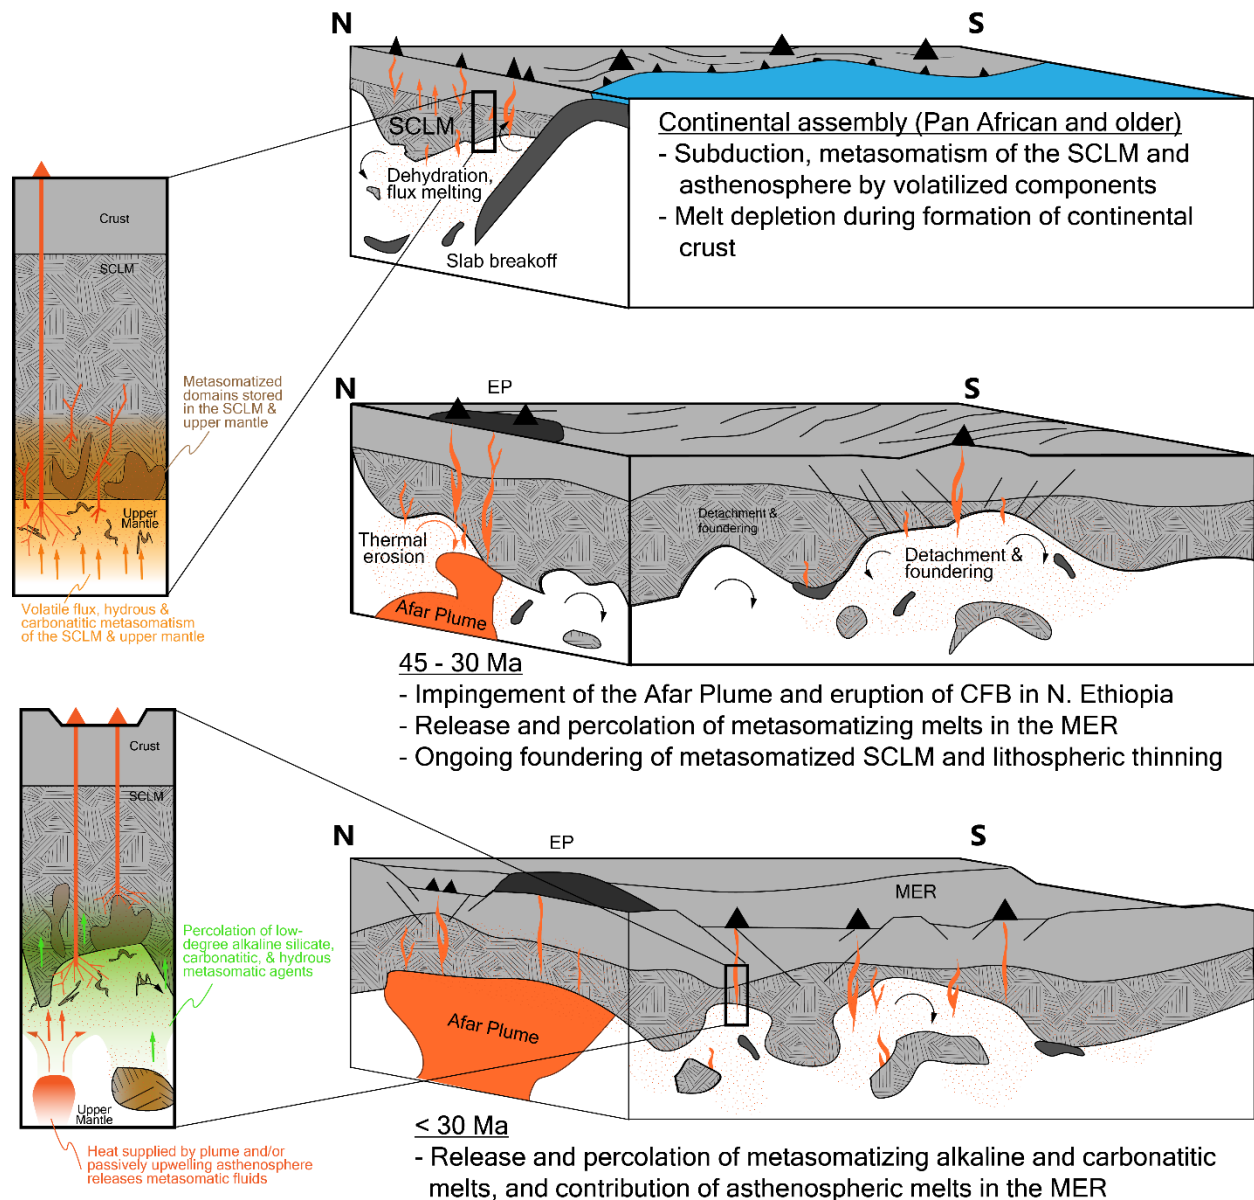 N
S
SCLM
Dehydration,
flux melting
Slab breakoff
Continental assembly (Pan African and older)
- Subduction, metasomatism of the SCLM and
asthenosphere by volatilized components
- Melt depletion during formation of continental
crust
Crust
SCLM
Metasomatized
domains stored
in the SCLM &
upper mantle
Upper
Mantle
Volatile flux, hydrous &
carbonatitic metasomatism
of the SCLM & upper mantle
N
EP
S
Thermal
erosion
Afar Plume
Detachment &
foundering
Detachment &
foundering
45 - 30 Ma
- Impingement of the Afar Plume and eruption of CFB in N. Ethiopia
- Release and percolation of metasomatizing melts in the MER
- Ongoing foundering of metasomatized SCLM and lithospheric thinning
Crust
SCLM
Percolation of low-
degree alkaline silicate,
carbonatitic, & hydrous
metasomatic agents
Upper
Mantle
Heat supplied by plume and/or
passively upwelling asthenosphere
releases metasomatic fluids
N
EP
S
MER
Afar Plume
< 30 Ma
- Release and percolation of metasomatizing alkaline and carbonatitic
melts, and contribution of asthenospheric melts in the MER